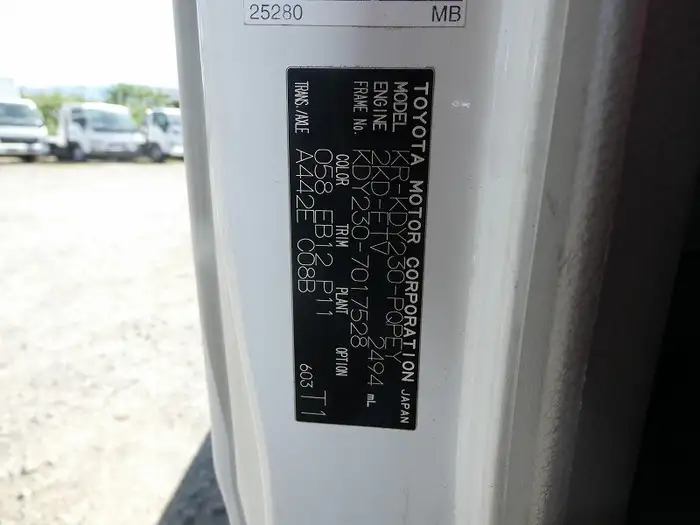 25280 MB
TOYOTA MOTOR CORPORATION JAPAN
MODEL KR-KDY230-PQPEY
ENGINE 2KD-FTV 2494 mL
FRAME No. KDY230-7017528
COLOR TRIM PLANT OPTION
058 EB12 P11
TRANS./AXLE A442E C08B
603 T1